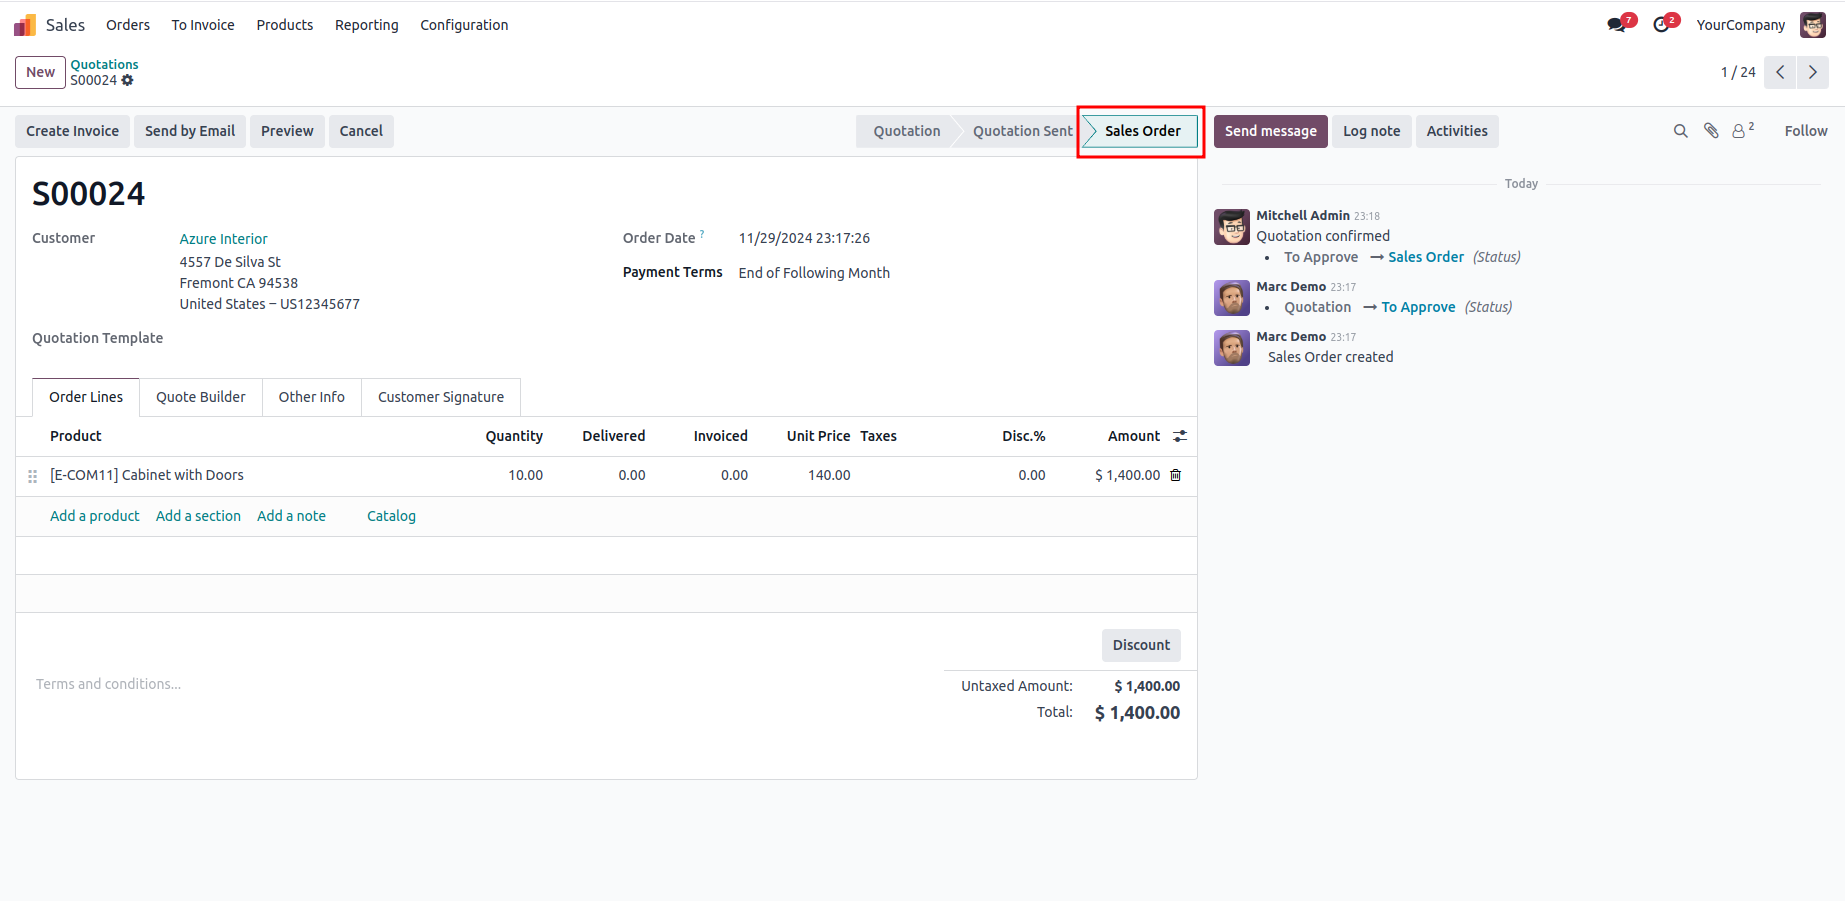 Sales Orders To Invoice Products Reporting Configuration 7 2 YourCompany
New Quotations
S00024
1 / 24
Create Invoice Send by Email Preview Cancel Quotation Quotation Sent Sales Order Send message Log note Activities 2 Follow
S00024
Customer Azure Interior
4557 De Silva St
Fremont CA 94538
United States – US12345677
Order Date ? 11/29/2024 23:17:26
Payment Terms End of Following Month
Quotation Template
Order Lines Quote Builder Other Info Customer Signature
Product Quantity Delivered Invoiced Unit Price Taxes Disc.% Amount
[E-COM11] Cabinet with Doors 10.00 0.00 0.00 140.00 0.00 $ 1,400.00
Add a product Add a section Add a note Catalog
Discount
Terms and conditions...
Untaxed Amount: $ 1,400.00
Total: $ 1,400.00
Today
Mitchell Admin 23:18
Quotation confirmed
• To Approve → Sales Order (Status)
Marc Demo 23:17
• Quotation → To Approve (Status)
Marc Demo 23:17
Sales Order created